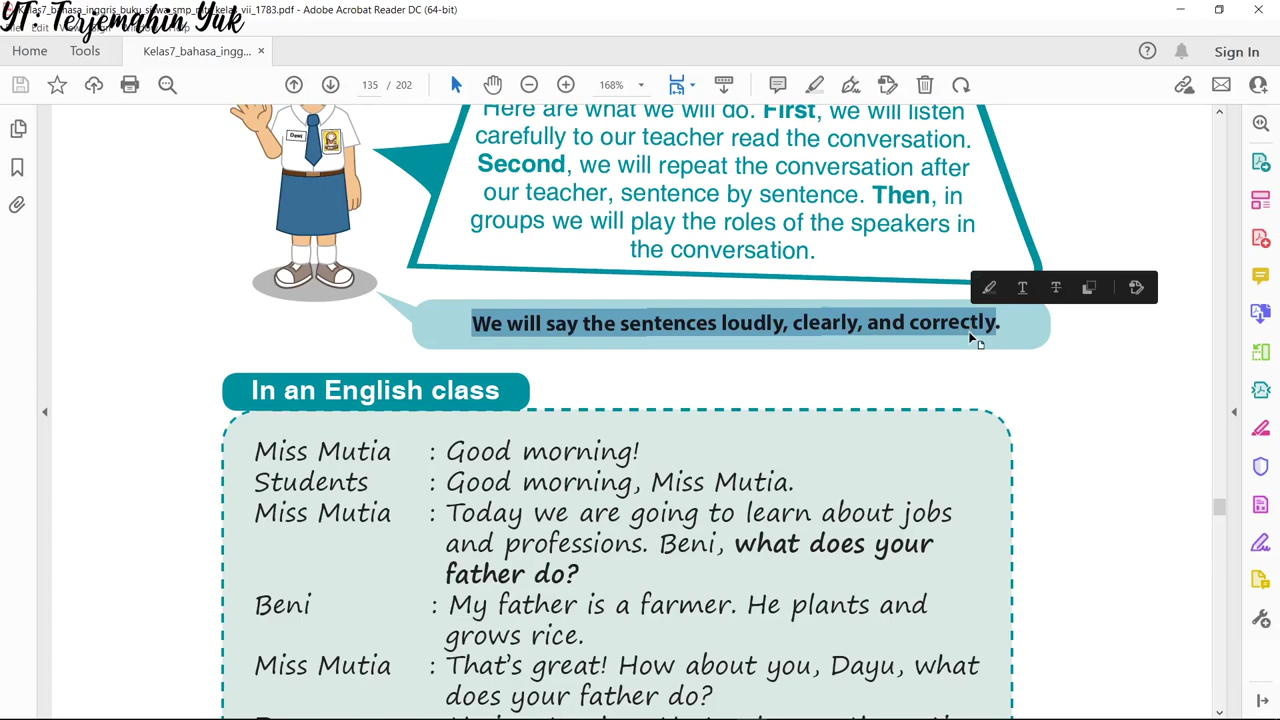 YT: Terjemahin Yuk
- Adobe Acrobat Reader DC (64-bit)
Home
Tools
Kelas7_bahasa_ingg... ×
Sign In
135 / 202
168%
Dewi
Here are what we will do. First, we will listen
carefully to our teacher read the conversation.
Second, we will repeat the conversation after
our teacher, sentence by sentence. Then, in
groups we will play the roles of the speakers in
the conversation.
We will say the sentences loudly, clearly, and correctly.
In an English class
Miss Mutia : Good morning!
Students : Good morning, Miss Mutia.
Miss Mutia : Today we are going to learn about jobs
and professions. Beni, what does your
father do?
Beni : My father is a farmer. He plants and
grows rice.
Miss Mutia : That's great! How about you, Dayu, what
does your father do?